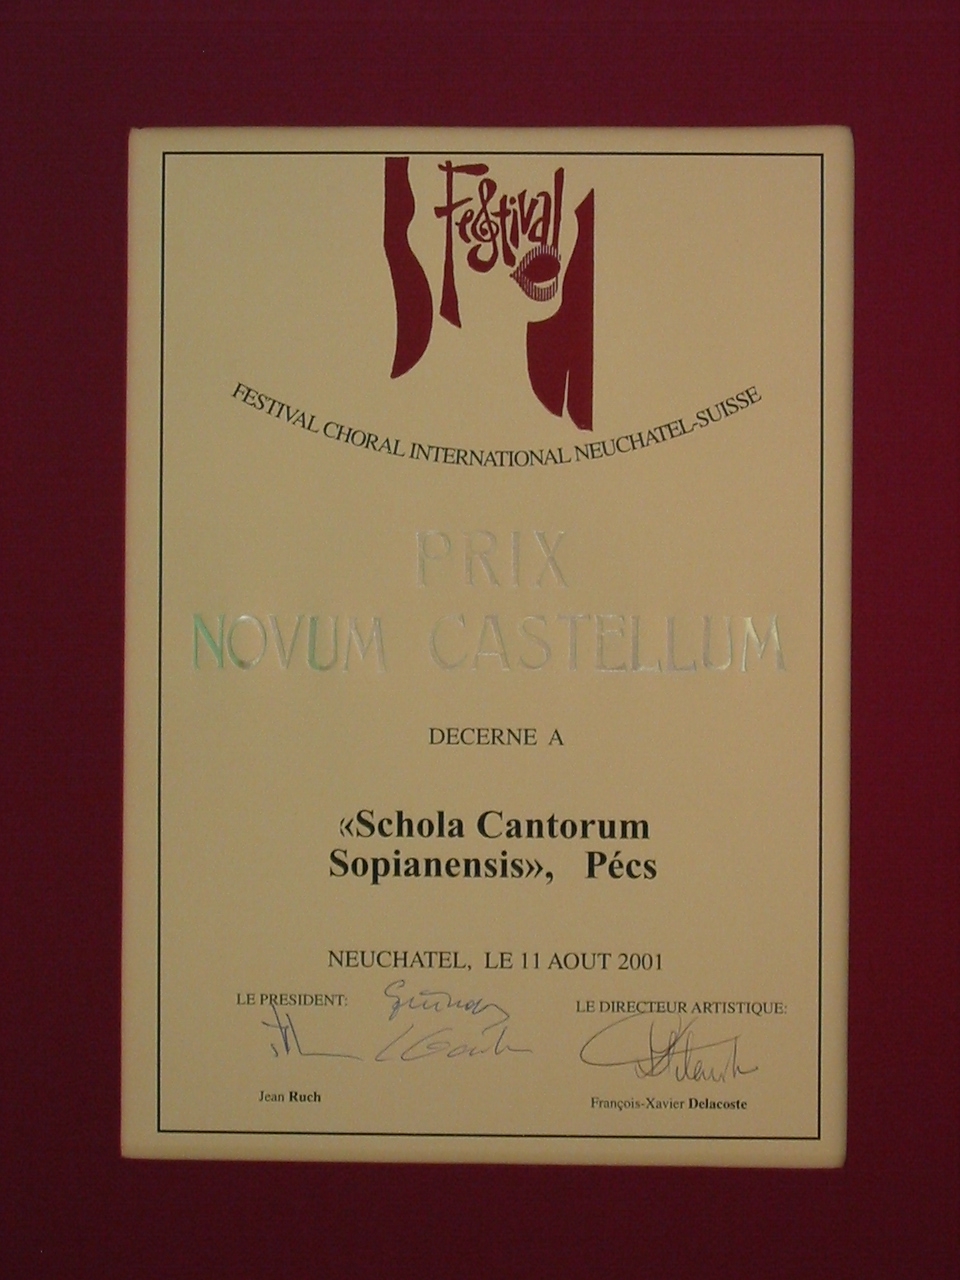 Festival
FESTIVAL CHORAL INTERNATIONAL NEUCHATEL-SUISSE
PRIX
NOVUM CASTELLUM
DECERNE A
«Schola Cantorum
Sopianensis», Pécs
NEUCHATEL, LE 11 AOUT 2001
LE PRESIDENT:
LE DIRECTEUR ARTISTIQUE:
Jean Ruch
François-Xavier Delacoste